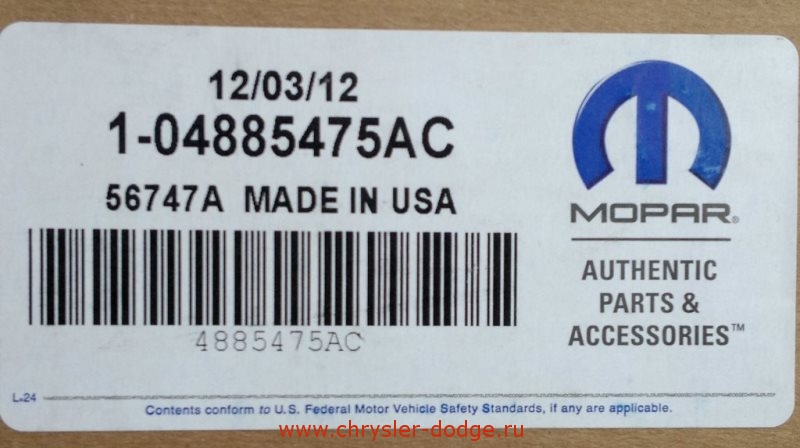 12/03/12
1-04885475AC
56747A MADE IN USA
4885475AC
MOPAR®
AUTHENTIC
PARTS &
ACCESSORIES™
L-24
Contents conform to U.S. Federal Motor Vehicle Safety Standards, if any are applicable.
www.chrysler-dodge.ru